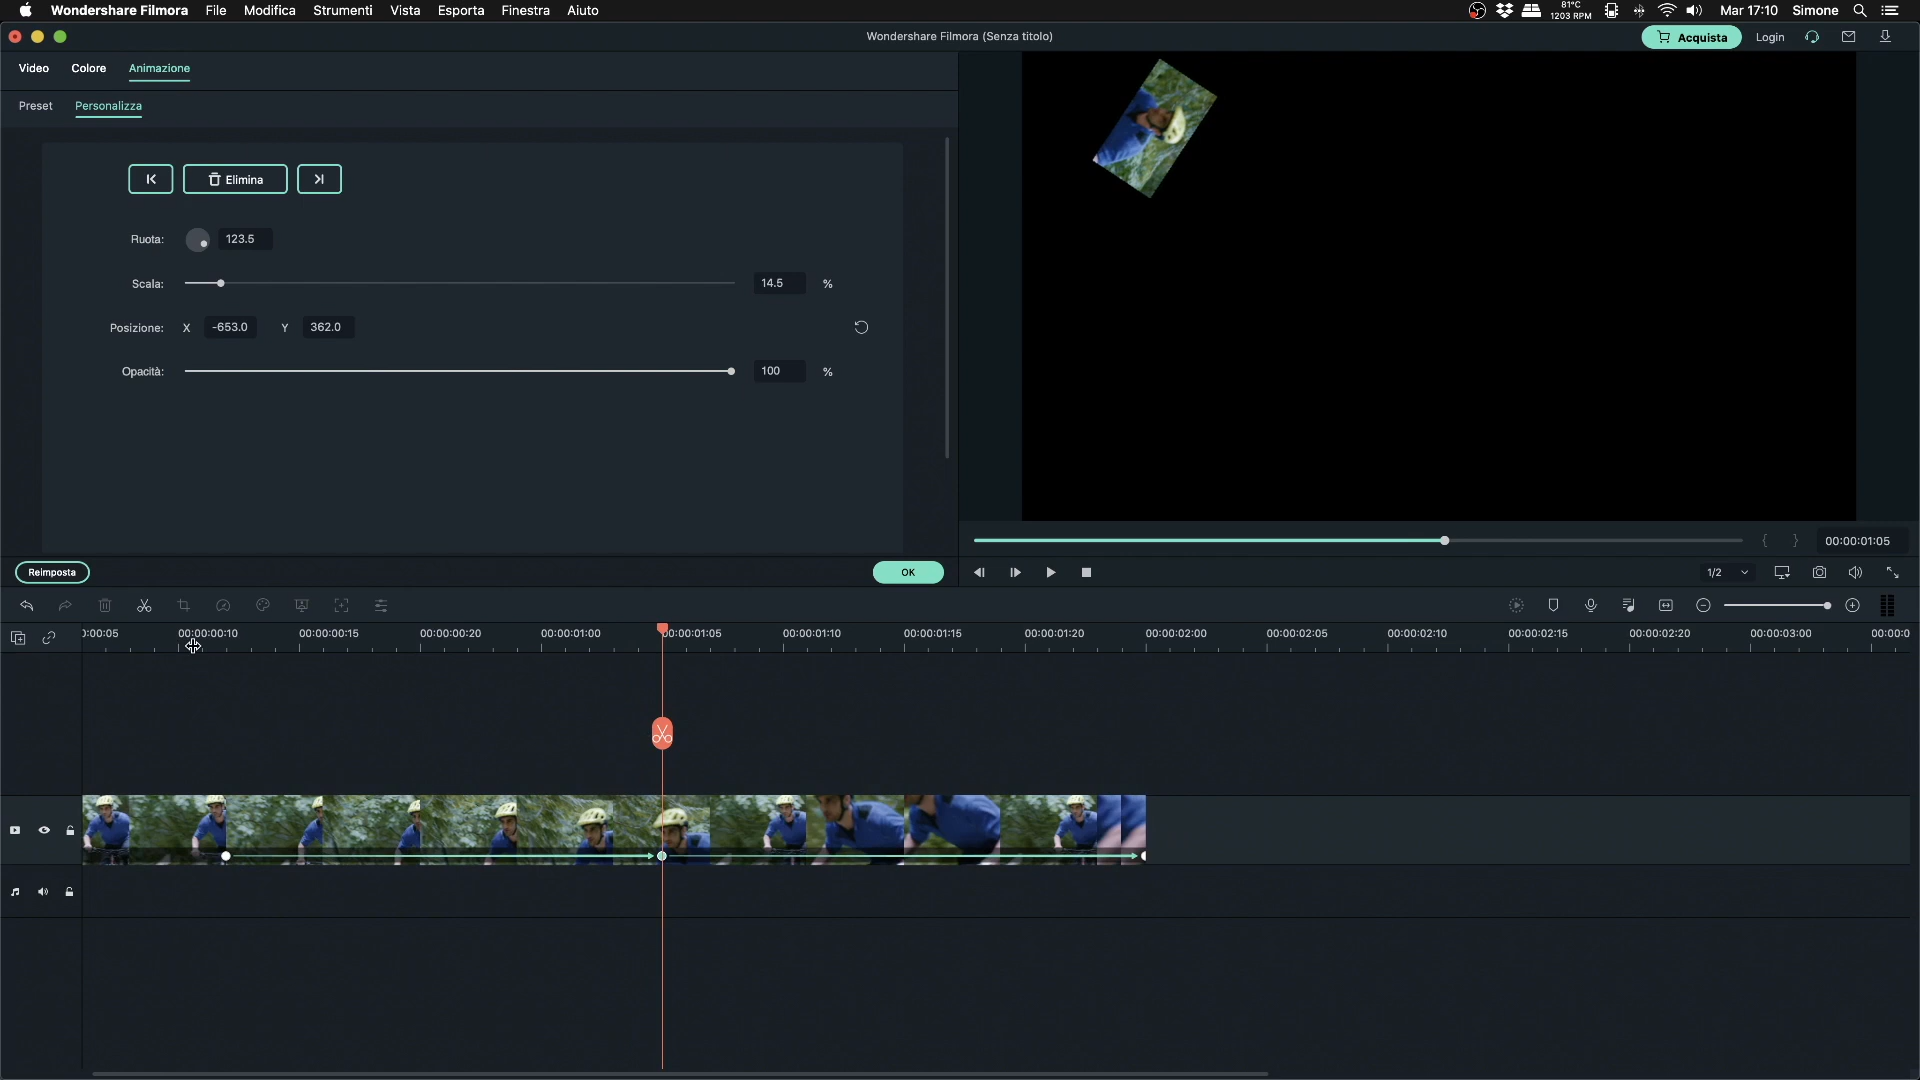 Wondershare Filmora File Modifica Strumenti Vista Esporta Finestra Aiuto
81°C
1203 RPM
Mar 17:10 Simone
Wondershare Filmora (Senza titolo)
Acquista Login
Video Colore Animazione
Preset Personalizza
Elimina
Ruota: 123.5
Scala: 14.5 %
Posizione: X -653.0 Y 362.0
Opacità: 100 %
{ } 00:00:01:05
Reimposta OK
1/2
:00:05 00:00:00:10 00:00:00:15 00:00:00:20 00:00:01:00 00:00:01:05 00:00:01:10 00:00:01:15 00:00:01:20 00:00:02:00 00:00:02:05 00:00:02:10 00:00:02:15 00:00:02:20 00:00:03:00 00:00:0